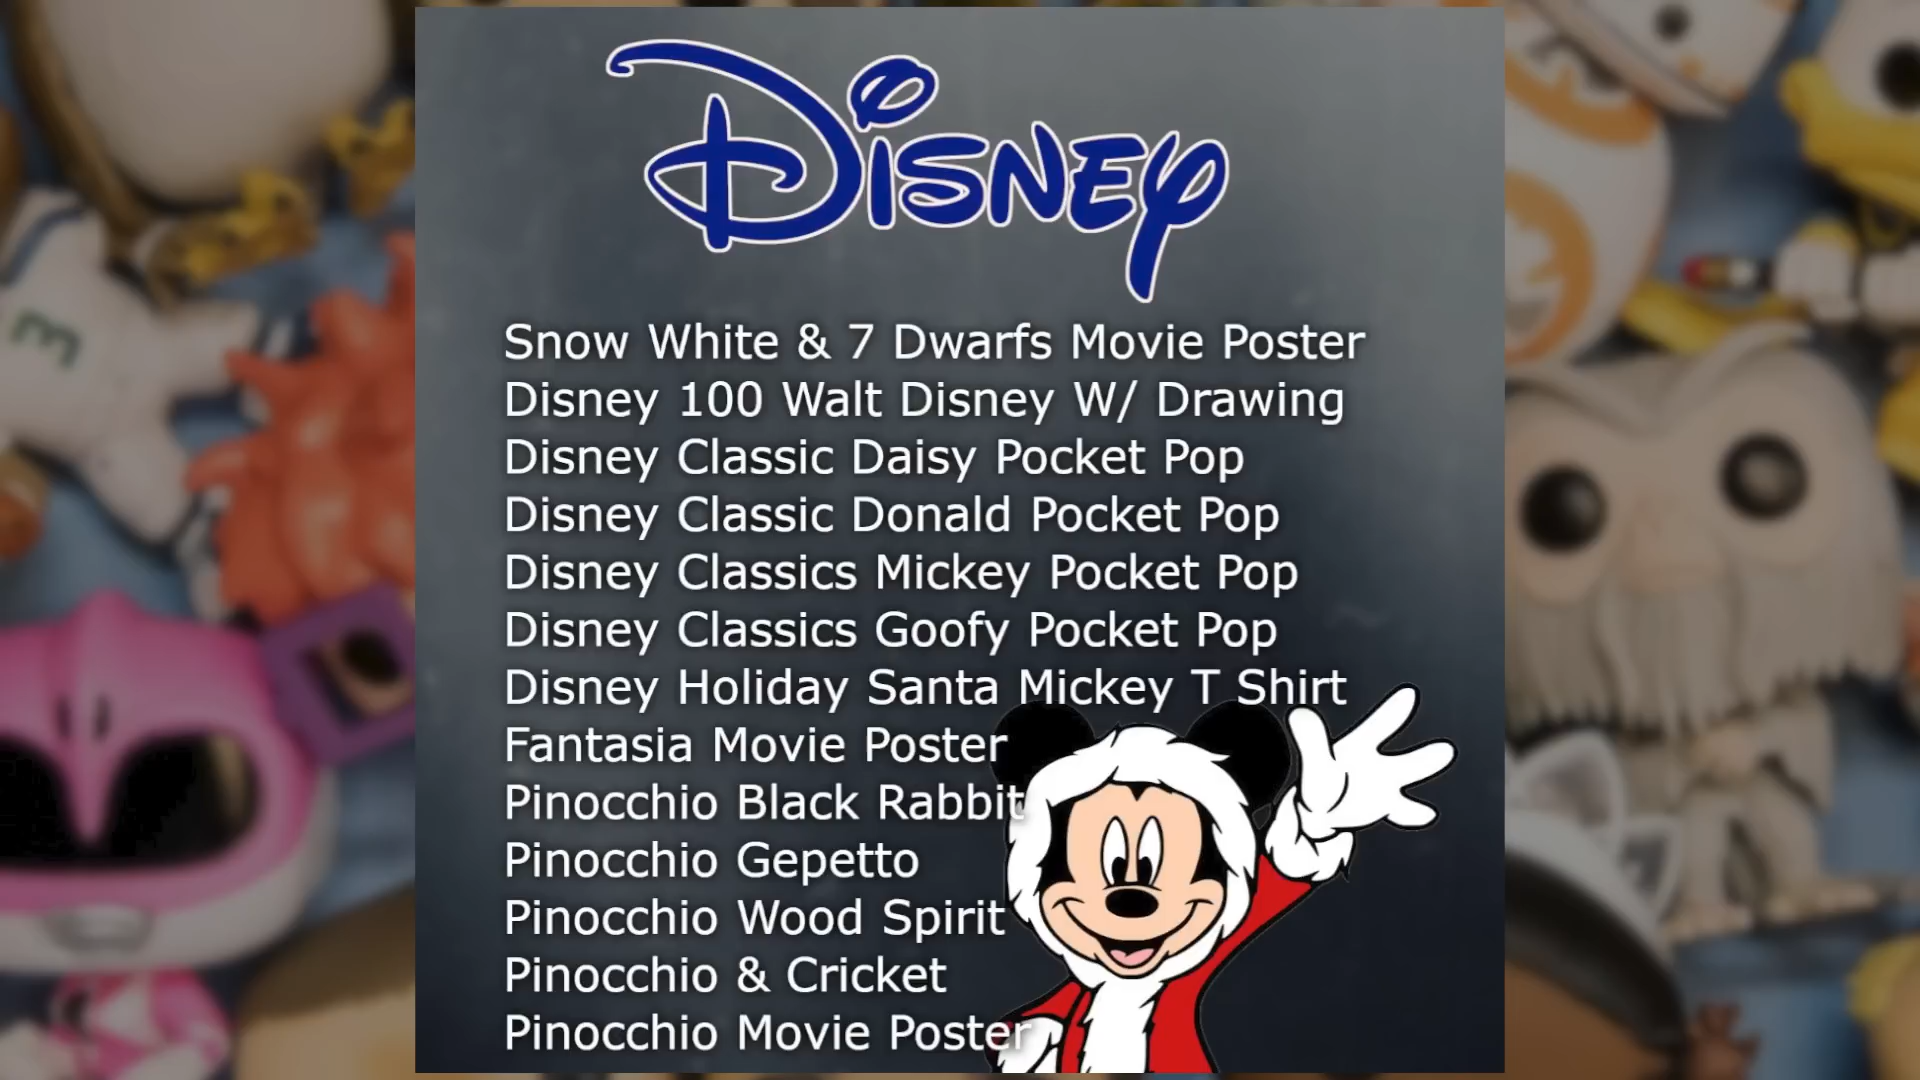 Disney
Snow White & 7 Dwarfs Movie Poster
Disney 100 Walt Disney W/ Drawing
Disney Classic Daisy Pocket Pop
Disney Classic Donald Pocket Pop
Disney Classics Mickey Pocket Pop
Disney Classics Goofy Pocket Pop
Disney Holiday Santa Mickey T Shirt
Fantasia Movie Poster
Pinocchio Black Rabbit
Pinocchio Gepetto
Pinocchio Wood Spirit
Pinocchio & Cricket
Pinocchio Movie Poster